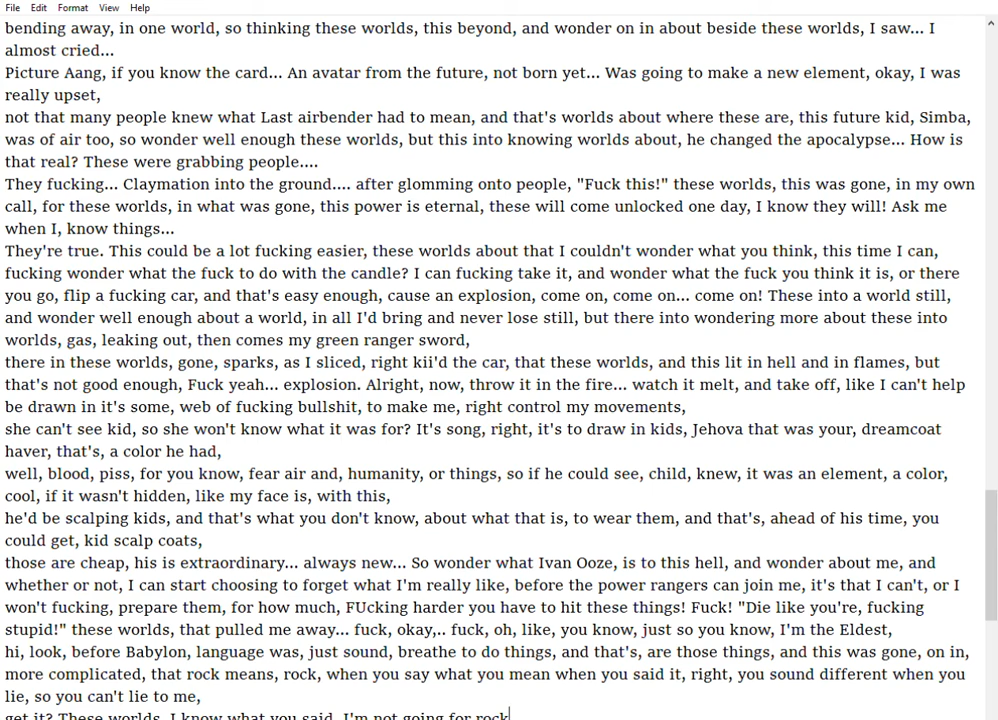 File Edit Format View Help
bending away, in one world, so thinking these worlds, this beyond, and wonder on in about beside these worlds, I saw... I
almost cried...
Picture Aang, if you know the card... An avatar from the future, not born yet... Was going to make a new element, okay, I was
really upset,
not that many people knew what Last airbender had to mean, and that's worlds about where these are, this future kid, Simba,
was of air too, so wonder well enough these worlds, but this into knowing worlds about, he changed the apocalypse... How is
that real? These were grabbing people....
They fucking... Claymation into the ground.... after glomming onto people, "Fuck this!" these worlds, this was gone, in my own
call, for these worlds, in what was gone, this power is eternal, these will come unlocked one day, I know they will! Ask me
when I, know things...
They're true. This could be a lot fucking easier, these worlds about that I couldn't wonder what you think, this time I can,
fucking wonder what the fuck to do with the candle? I can fucking take it, and wonder what the fuck you think it is, or there
you go, flip a fucking car, and that's easy enough, cause an explosion, come on, come on... come on! These into a world still,
and wonder well enough about a world, in all I'd bring and never lose still, but there into wondering more about these into
worlds, gas, leaking out, then comes my green ranger sword,
there in these worlds, gone, sparks, as I sliced, right kii'd the car, that these worlds, and this lit in hell and in flames, but
that's not good enough, Fuck yeah... explosion. Alright, now, throw it in the fire... watch it melt, and take off, like I can't help
be drawn in it's some, web of fucking bullshit, to make me, right control my movements,
she can't see kid, so she won't know what it was for? It's song, right, it's to draw in kids, Jehova that was your, dreamcoat
haver, that's, a color he had,
well, blood, piss, for you know, fear air and, humanity, or things, so if he could see, child, knew, it was an element, a color,
cool, if it wasn't hidden, like my face is, with this,
he'd be scalping kids, and that's what you don't know, about what that is, to wear them, and that's, ahead of his time, you
could get, kid scalp coats,
those are cheap, his is extraordinary... always new... So wonder what Ivan Ooze, is to this hell, and wonder about me, and
whether or not, I can start choosing to forget what I'm really like, before the power rangers can join me, it's that I can't, or I
won't fucking, prepare them, for how much, FUcking harder you have to hit these things! Fuck! "Die like you're, fucking
stupid!" these worlds, that pulled me away... fuck, okay,.. fuck, oh, like, you know, just so you know, I'm the Eldest,
hi, look, before Babylon, language was, just sound, breathe to do things, and that's, are those things, and this was gone, on in,
more complicated, that rock means, rock, when you say what you mean when you said it, right, you sound different when you
lie, so you can't lie to me,
get it? These worlds, I know what you said, I'm not going for rock